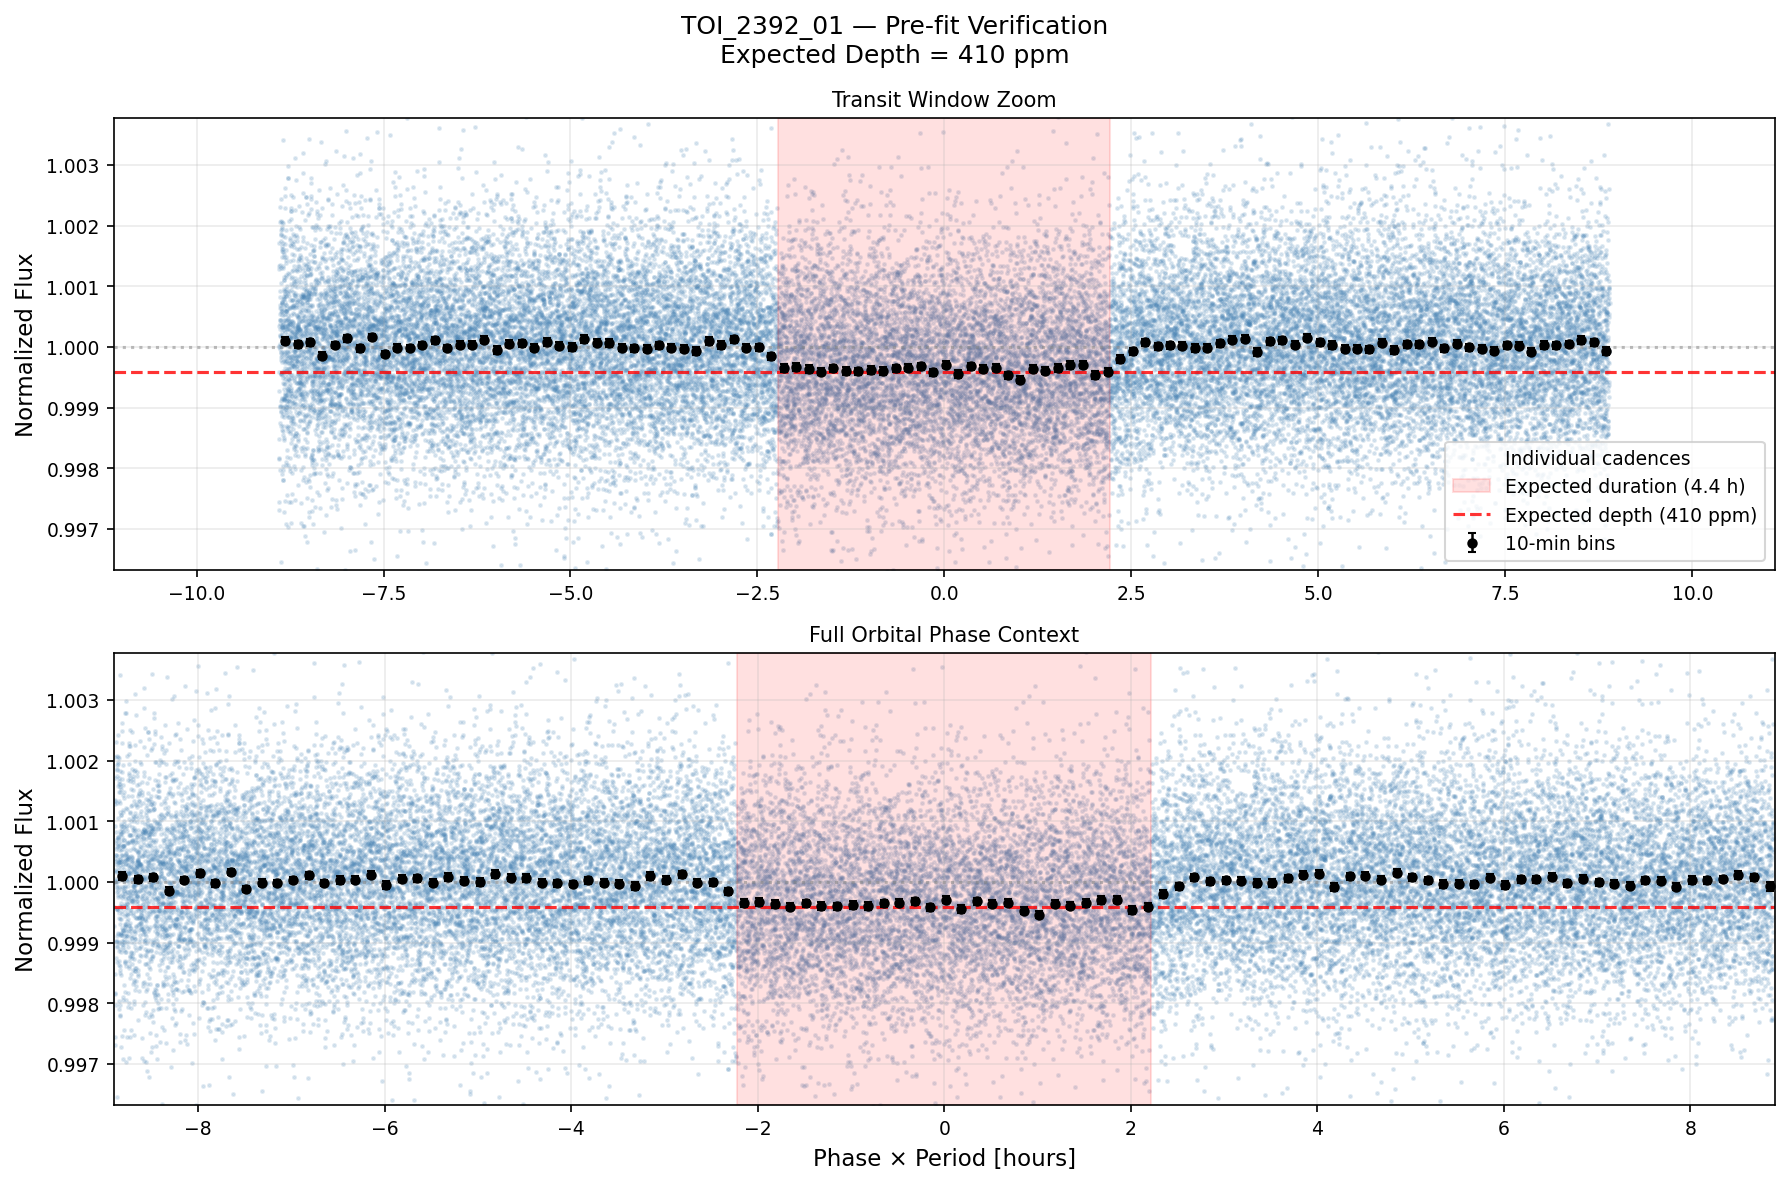 TOI_2392_01 — Pre-fit Verification
Expected Depth = 410 ppm
Transit Window Zoom
Normalized Flux
1.003
1.002
1.001
1.000
0.999
0.998
0.997
Individual cadences
Expected duration (4.4 h)
Expected depth (410 ppm)
10-min bins
−10.0 −7.5 −5.0 −2.5 0.0 2.5 5.0 7.5 10.0
Full Orbital Phase Context
Normalized Flux
1.003
1.002
1.001
1.000
0.999
0.998
0.997
−8 −6 −4 −2 0 2 4 6 8
Phase × Period [hours]